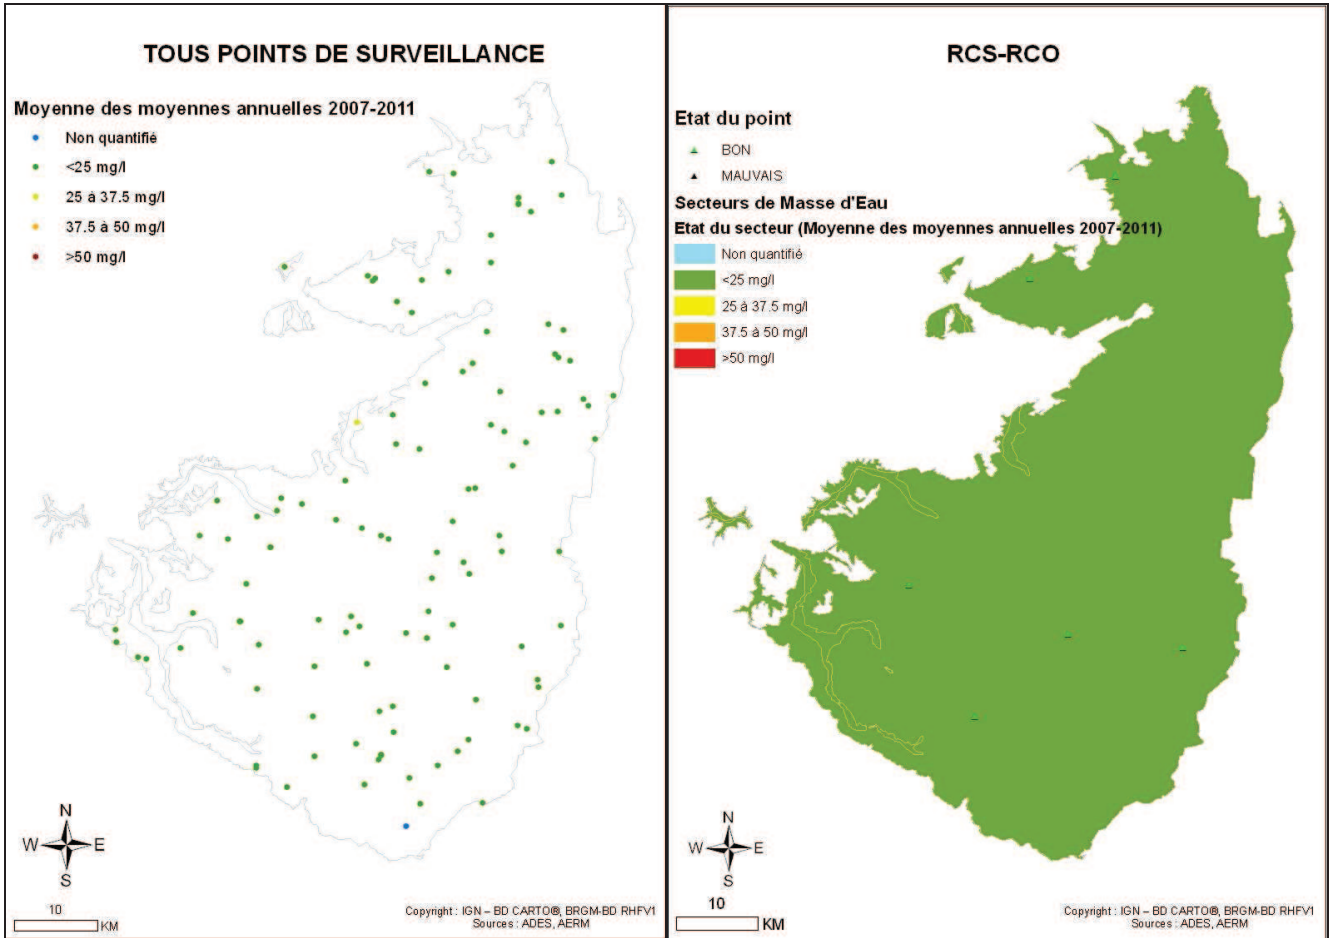 TOUS POINTS DE SURVEILLANCE
Moyenne des moyennes annuelles 2007-2011
Non quantifié
<25 mg/l
25 à 37.5 mg/l
37.5 à 50 mg/l
>50 mg/l
N
W E
S
10
KM
Copyright : IGN – BD CARTO®, BRGM-BD RHFV1
Sources : ADES, AERM
RCS-RCO
Etat du point
BON
MAUVAIS
Secteurs de Masse d'Eau
Etat du secteur (Moyenne des moyennes annuelles 2007-2011)
Non quantifié
<25 mg/l
25 à 37.5 mg/l
37.5 à 50 mg/l
>50 mg/l
N
W E
S
10
KM
Copyright : IGN – BD CARTO®, BRGM-BD RHFV1
Sources : ADES, AERM